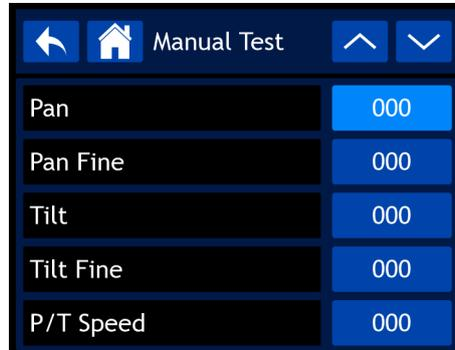 Manual Test
Pan 000
Pan Fine 000
Tilt 000
Tilt Fine 000
P/T Speed 000